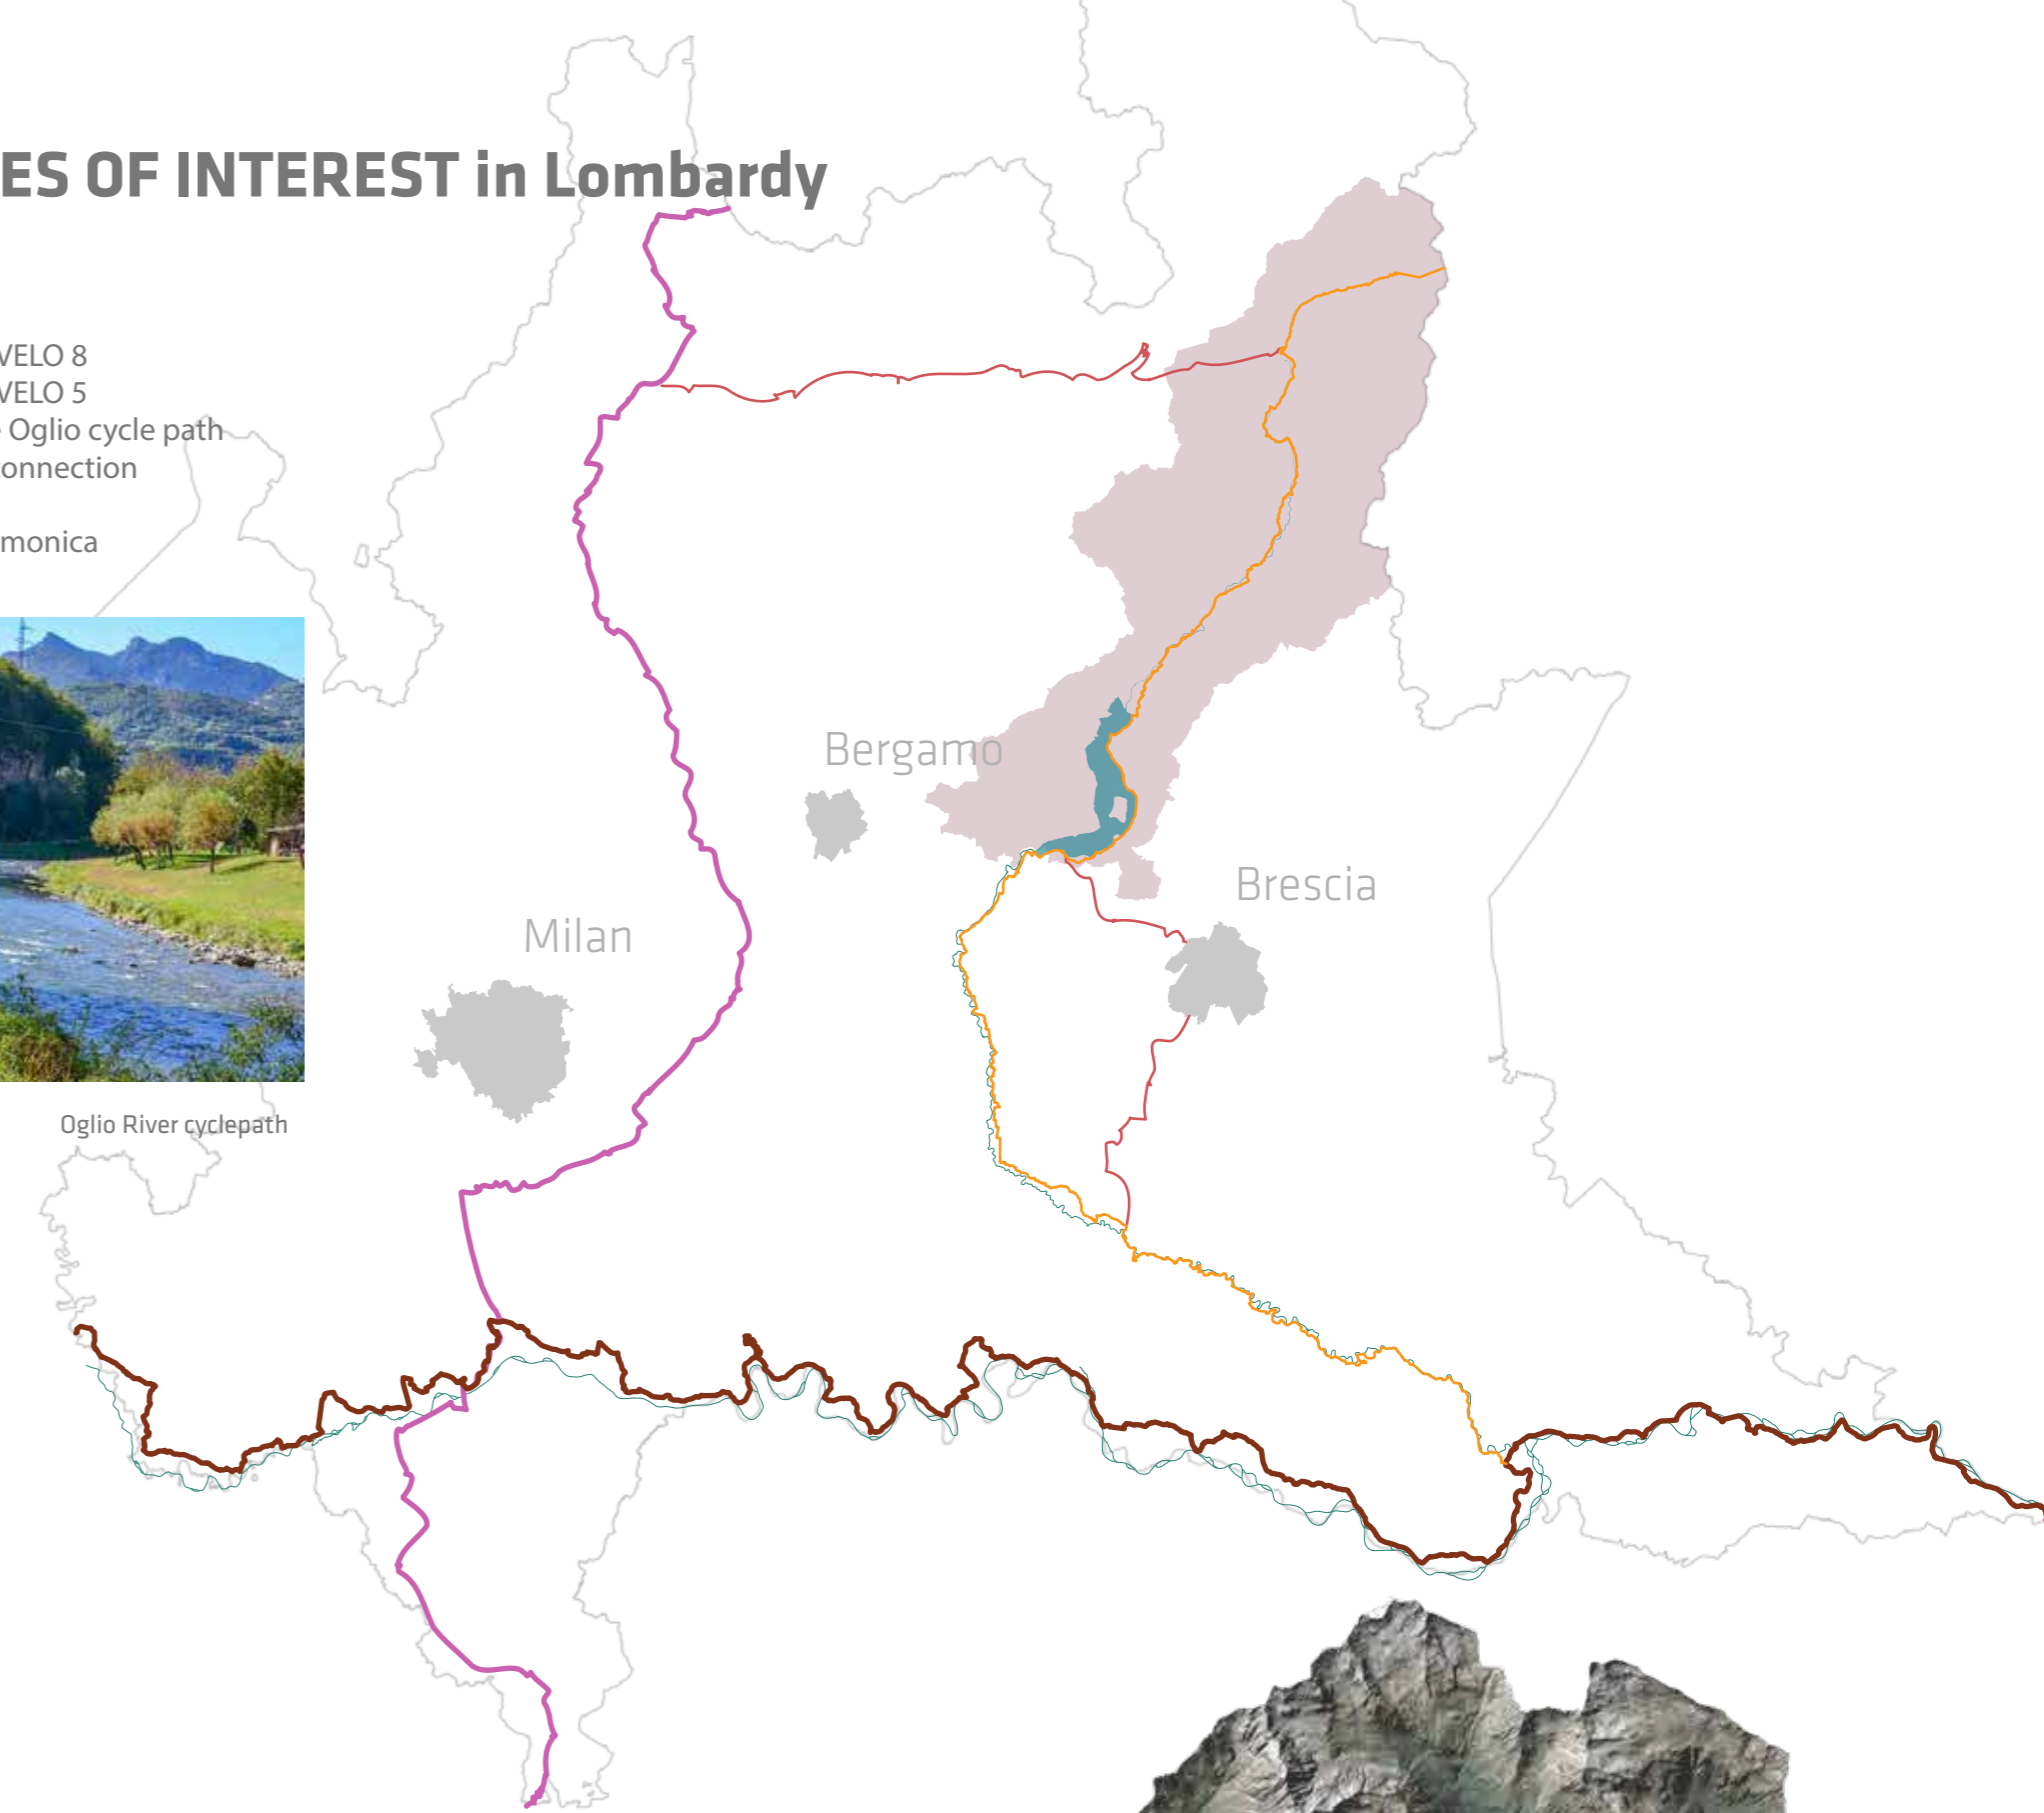 ES OF INTEREST in Lombardy
VELO 8
VELO 5
Oglio cycle path
onnection
monica
Bergamo
Brescia
Milan
Oglio River cyclepath